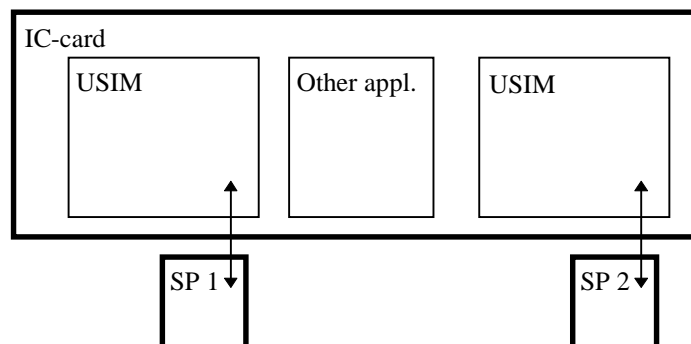 IC-card
USIM
Other appl.
USIM
SP 1
SP 2